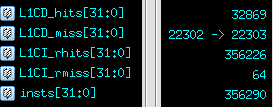 L1CD_hits[31:0] 32869
L1CD_miss[31:0] 22302 -> 22303
L1CI_rhits[31:0] 356226
L1CI_rmiss[31:0] 64
insts[31:0] 356290